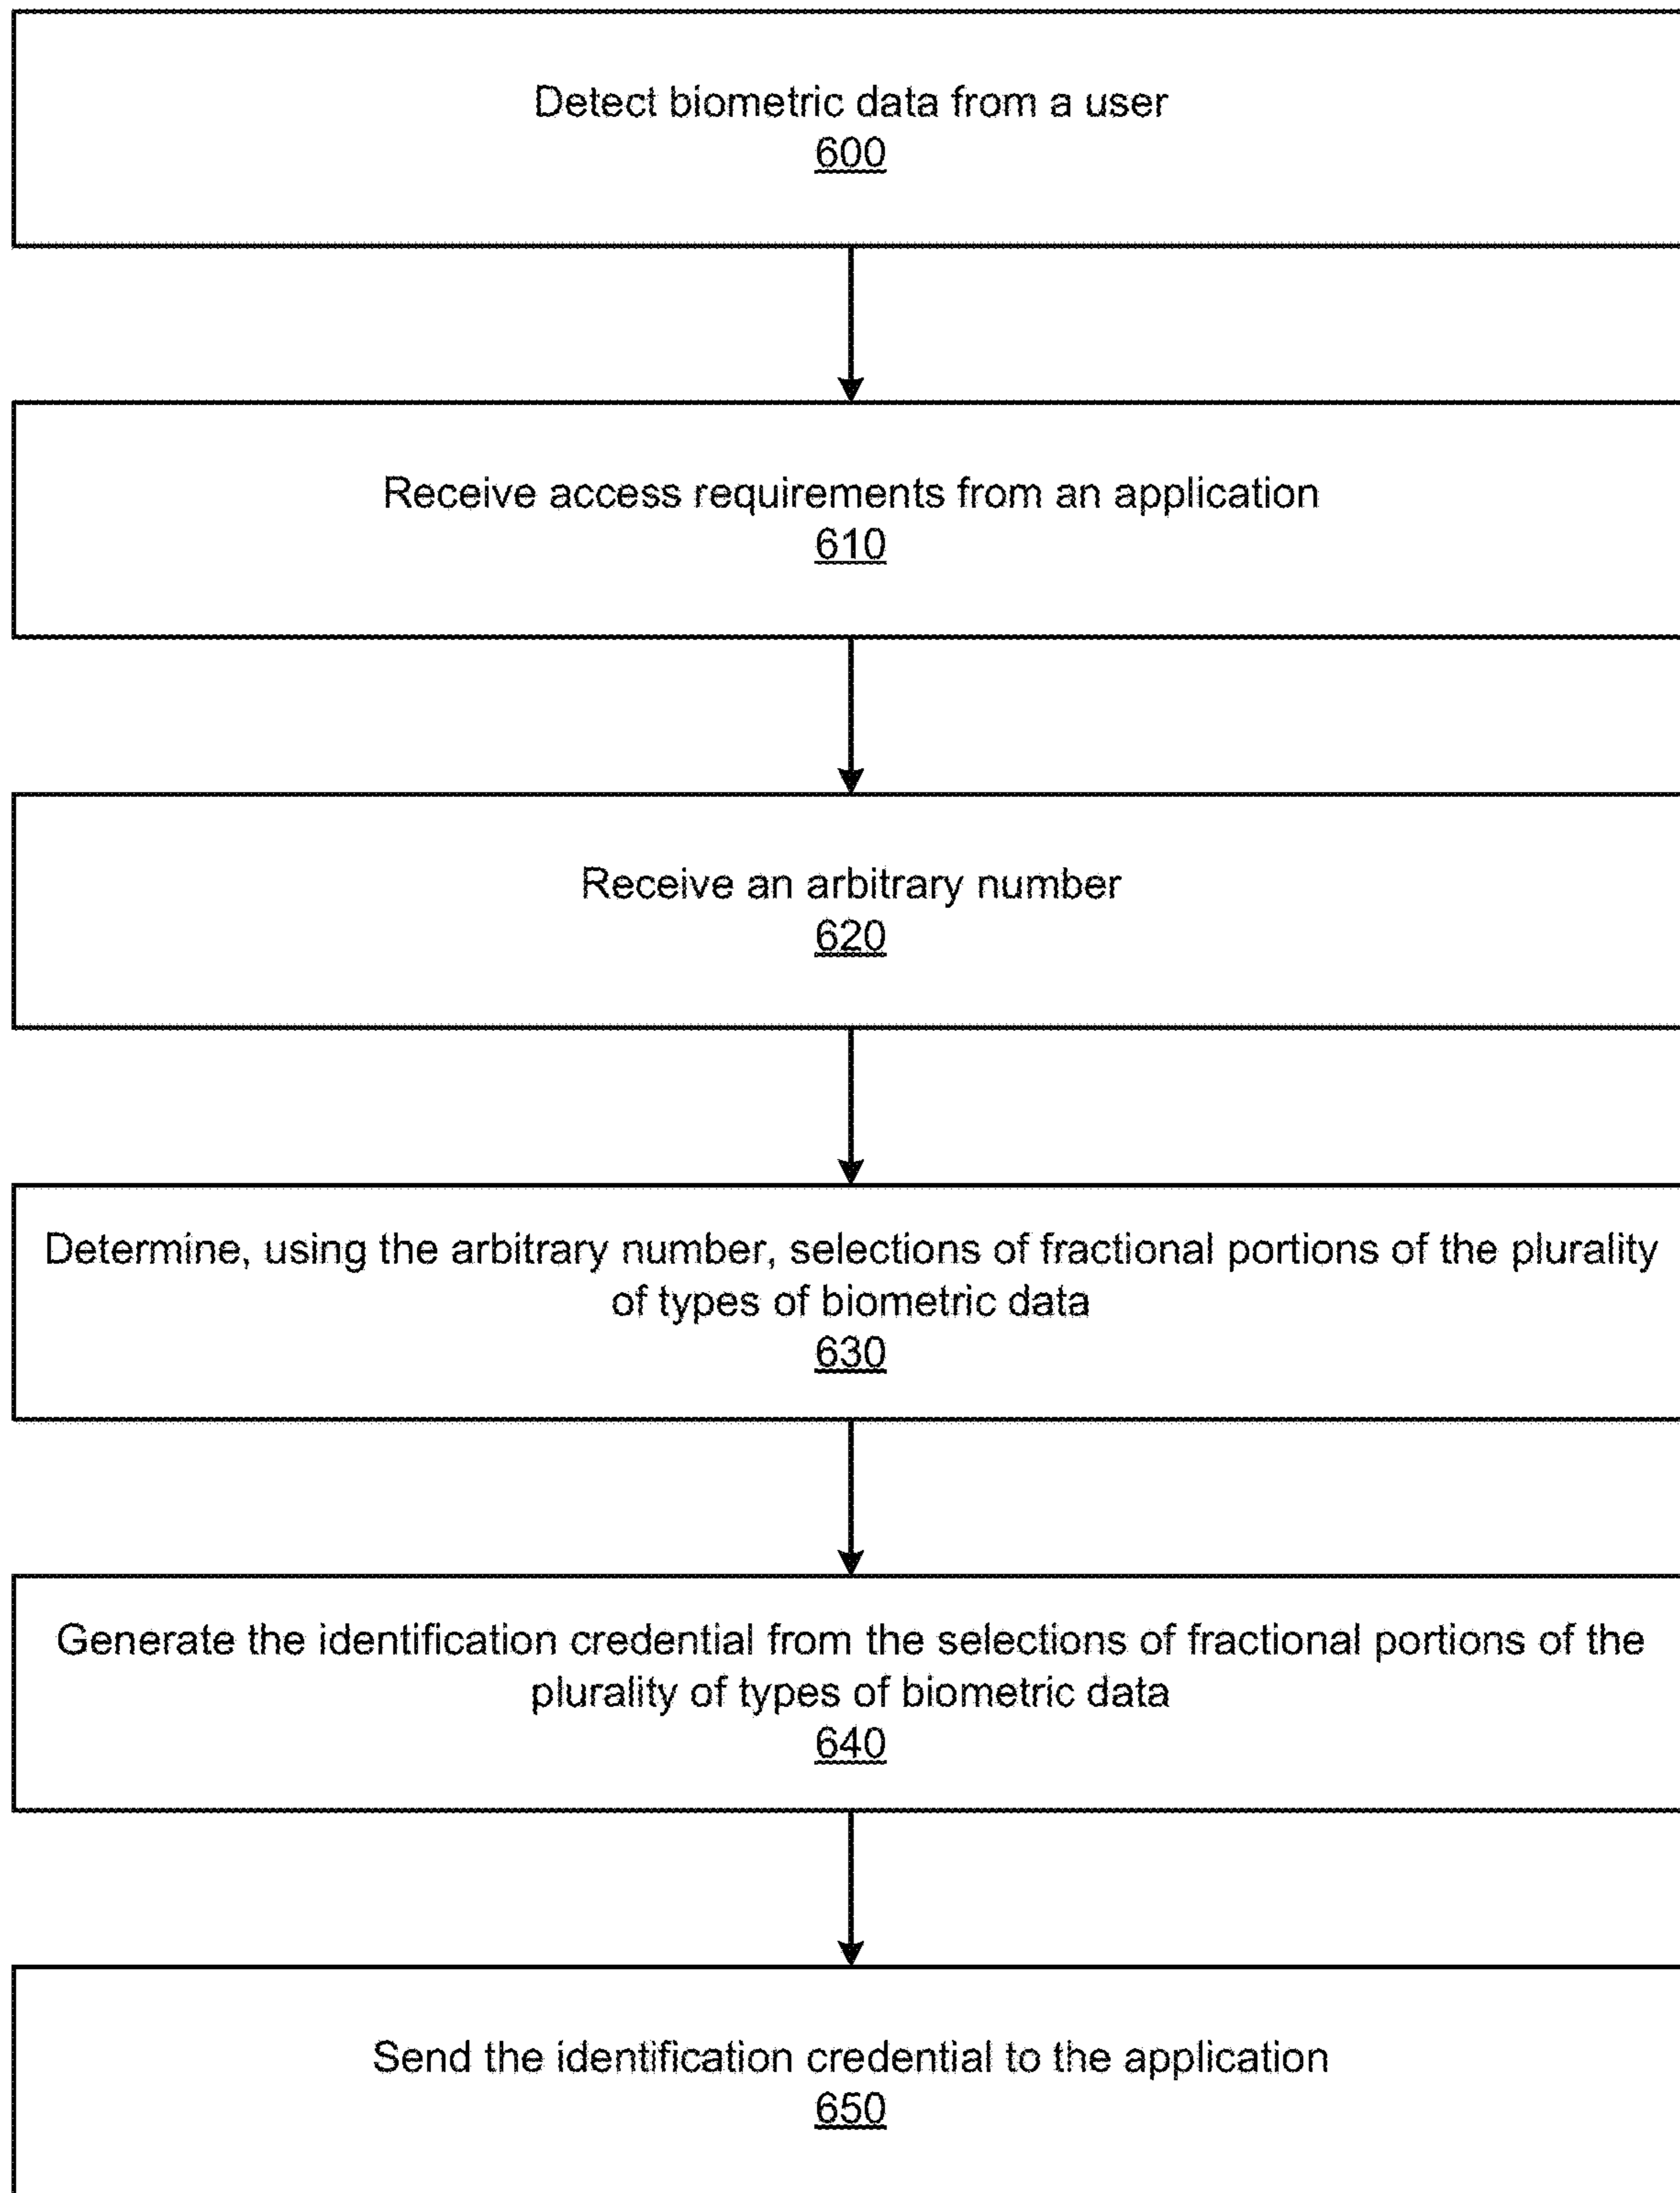 Detect biometric data from a user
600
Receive access requirements from an application
610
Receive an arbitrary number
620
Determine, using the arbitrary number, selections of fractional portions of the plurality
of types of biometric data
630
Generate the identification credential from the selections of fractional portions of the
plurality of types of biometric data
640
Send the identification credential to the application
650